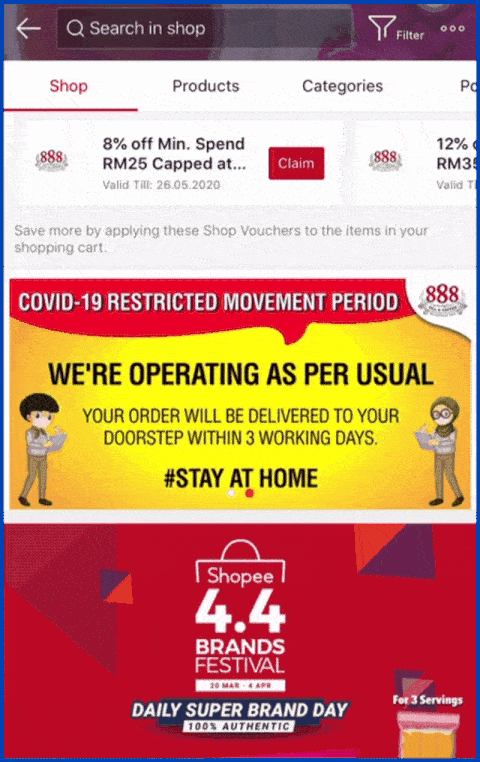 Search in shop
Filter
Shop Products Categories Po
8% off Min. Spend
RM25 Capped at...
Valid Till: 26.05.2020
Claim
888
888
12%
RM35
Valid T
Save more by applying these Shop Vouchers to the items in your
shopping cart.
COVID-19 RESTRICTED MOVEMENT PERIOD
888
WE'RE OPERATING AS PER USUAL
YOUR ORDER WILL BE DELIVERED TO YOUR
DOORSTEP WITHIN 3 WORKING DAYS.
#STAY AT HOME
Shopee
4.4
BRANDS
FESTIVAL
20 MAR - 4 APR
DAILY SUPER BRAND DAY
100% AUTHENTIC
For 3 Servings